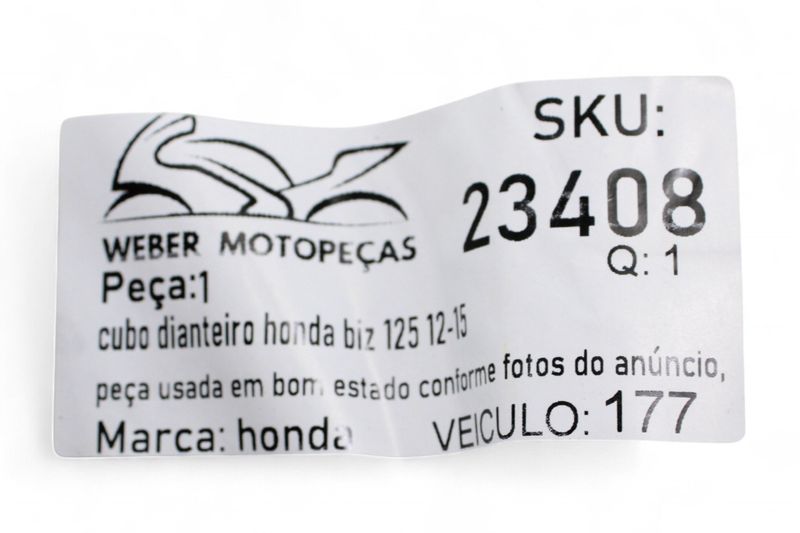 WEBER MOTOPEÇAS
SKU:
23408
Q: 1
Peça:1
cubo dianteiro honda biz 125 12-15
peça usada em bom estado conforme fotos do anúncio,
Marca: honda
VEICULO: 177